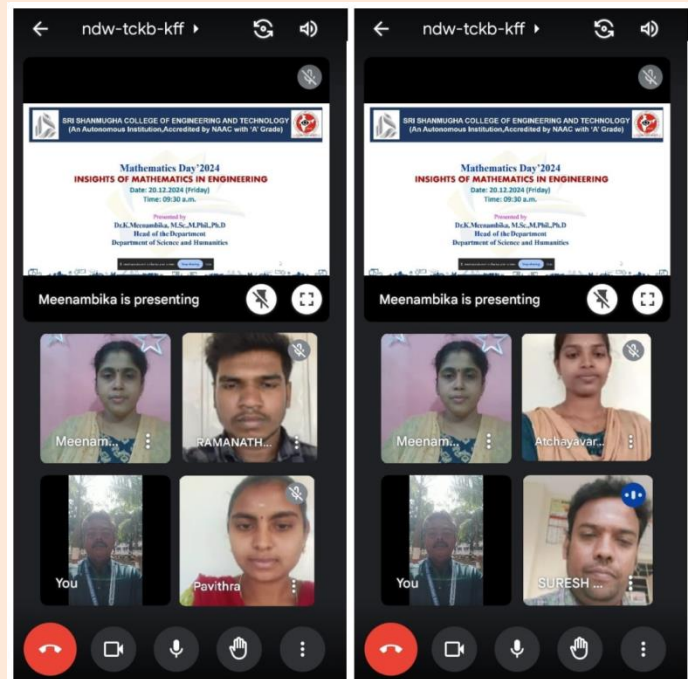 ndw-tckb-kff
SRI SHANMUGHA COLLEGE OF ENGINEERING AND TECHNOLOGY
(An Autonomous Institution,Accredited by NAAC with 'A' Grade)
Mathematics Day'2024
INSIGHTS OF MATHEMATICS IN ENGINEERING
Date: 20.12.2024 (Friday)
Time: 09:30 a.m.
Presented by
Dr.K.Meenambika, M.Sc.,M.Phil.,Ph.D
Head of the Department
Department of Science and Humanities
Meenambika is presenting
Meenam...
RAMANATH...
You
Pavithra
ndw-tckb-kff
SRI SHANMUGHA COLLEGE OF ENGINEERING AND TECHNOLOGY
(An Autonomous Institution,Accredited by NAAC with 'A' Grade)
Mathematics Day'2024
INSIGHTS OF MATHEMATICS IN ENGINEERING
Date: 20.12.2024 (Friday)
Time: 09:30 a.m.
Presented by
Dr.K.Meenambika, M.Sc.,M.Phil.,Ph.D
Head of the Department
Department of Science and Humanities
Meenambika is presenting
Meenam...
Atchayavar...
You
SURESH ...